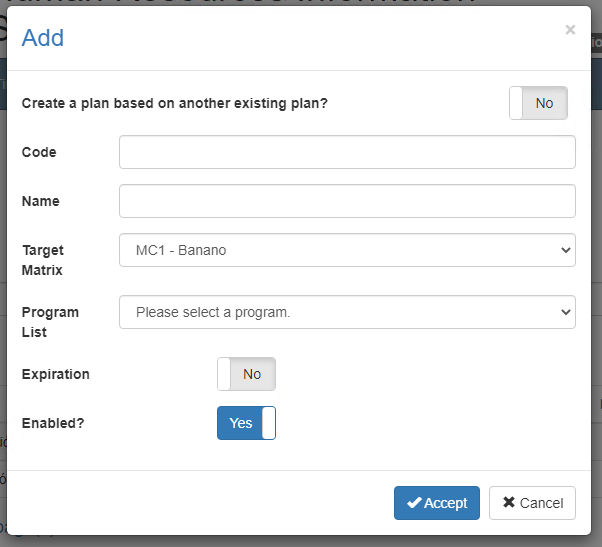 Add
×
Create a plan based on another existing plan?
No
Code
Name
Target Matrix
MC1 - Banano
Program List
Please select a program.
Expiration
No
Enabled?
Yes
Accept
Cancel